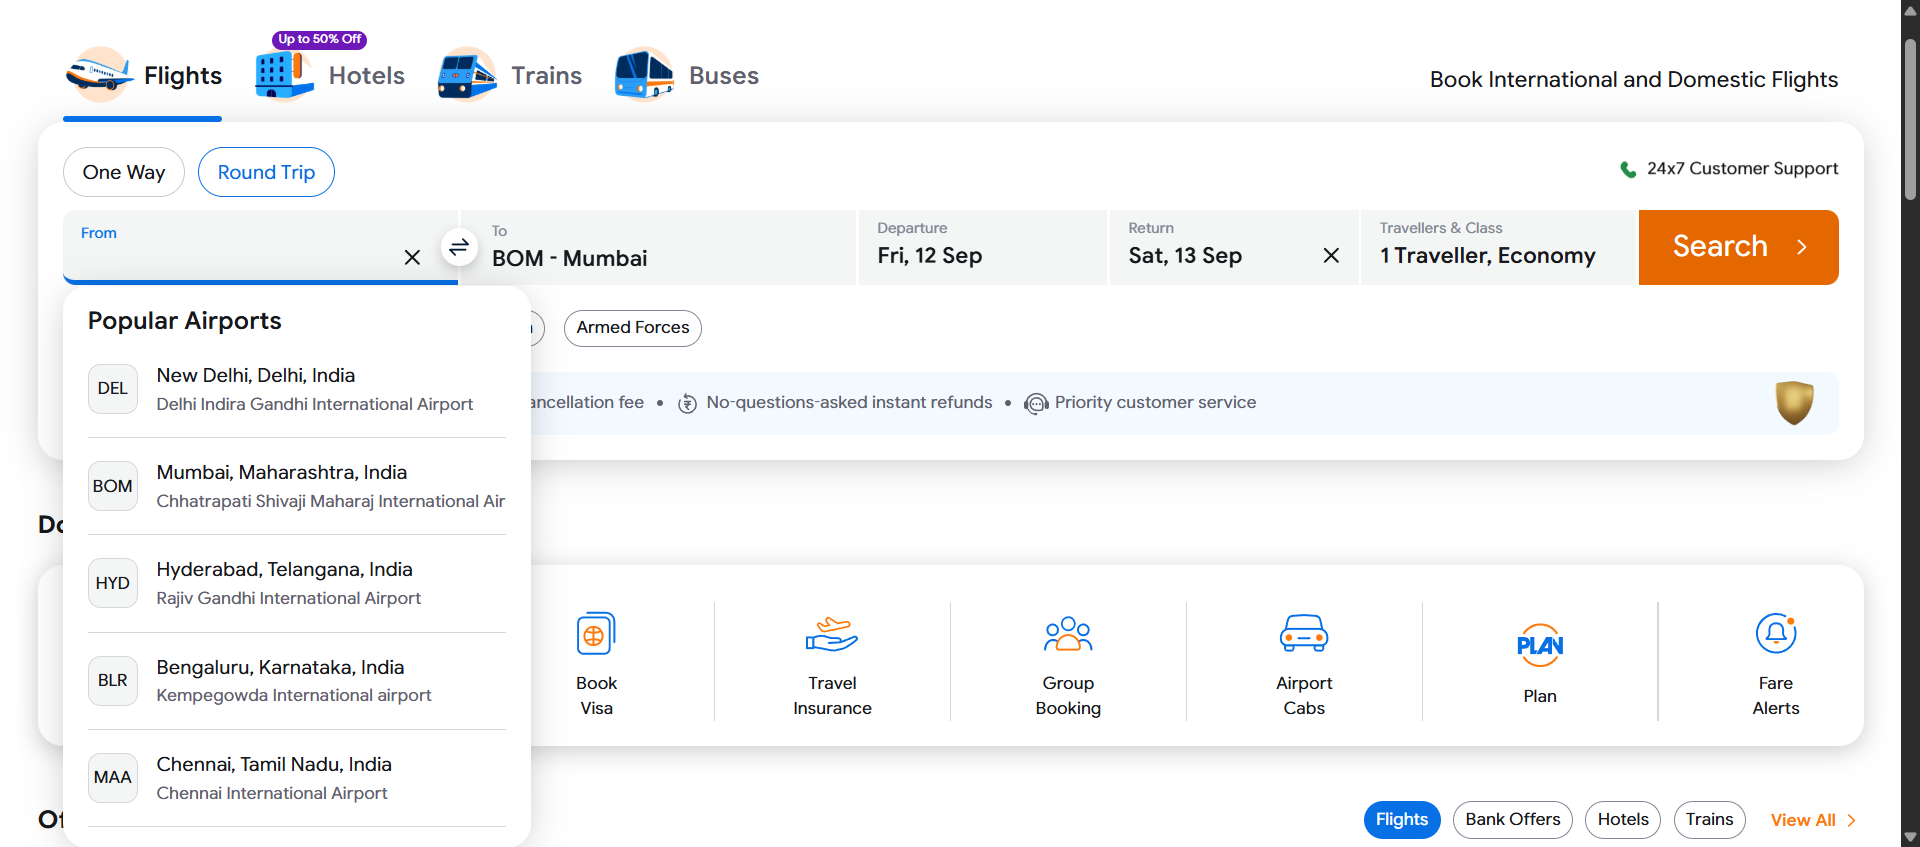 Up to 50% Off
Flights
Hotels
Trains
Buses
Book International and Domestic Flights
One Way
Round Trip
24x7 Customer Support
From
To
BOM - Mumbai
Departure
Fri, 12 Sep
Return
Sat, 13 Sep
Travellers & Class
1 Traveller, Economy
Search
Armed Forces
Popular Airports
DEL
New Delhi, Delhi, India
Delhi Indira Gandhi International Airport
BOM
Mumbai, Maharashtra, India
Chhatrapati Shivaji Maharaj International Air
HYD
Hyderabad, Telangana, India
Rajiv Gandhi International Airport
BLR
Bengaluru, Karnataka, India
Kempegowda International airport
MAA
Chennai, Tamil Nadu, India
Chennai International Airport
ancellation fee • No-questions-asked instant refunds • Priority customer service
Book
Visa
Travel
Insurance
Group
Booking
Airport
Cabs
PLAN
Plan
Fare
Alerts
Flights
Bank Offers
Hotels
Trains
View All